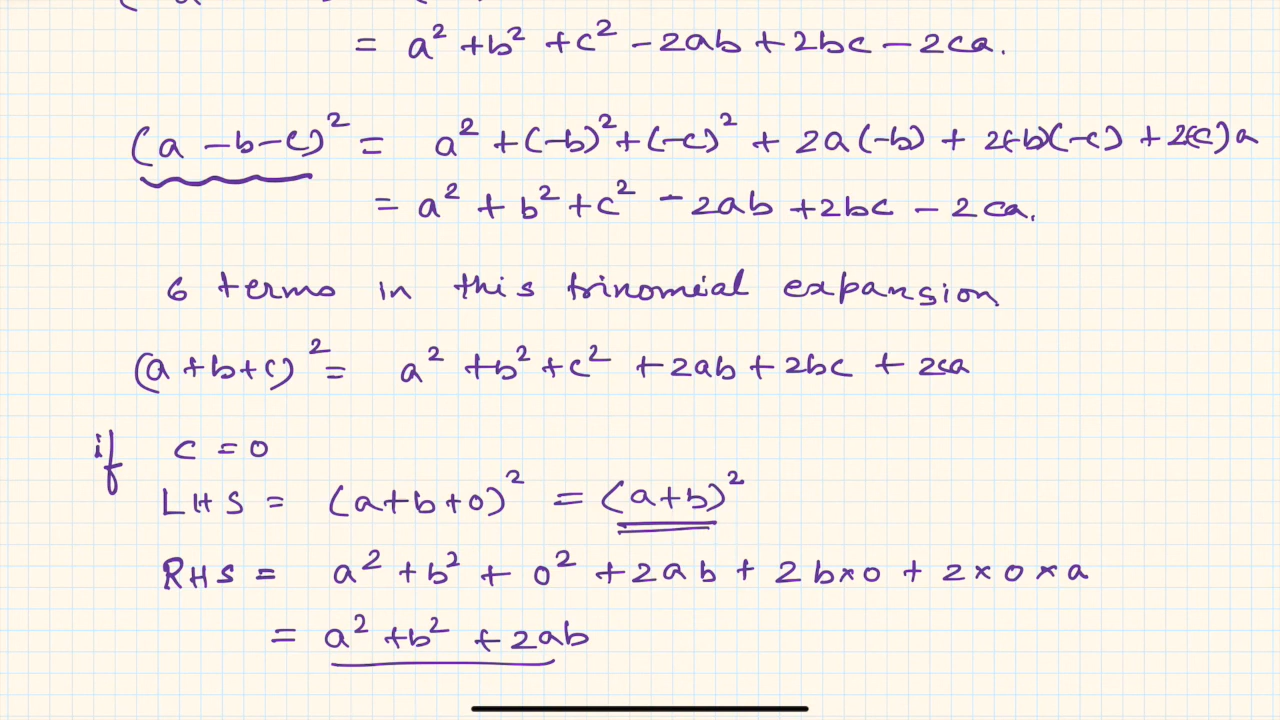 = a² + b² + c² - 2ab + 2bc - 2ca.
(a - b - c)² = a² + (-b)² + (-c)² + 2a(-b) + 2(-b)(-c) + 2(-c)a
= a² + b² + c² - 2ab + 2bc - 2ca.
6 terms in this trinomial expansion
(a + b + c)² = a² + b² + c² + 2ab + 2bc + 2ca
if c = 0
LHS = (a + b + 0)² = (a + b)²
RHS = a² + b² + 0² + 2ab + 2b×0 + 2×0×a
= a² + b² + 2ab